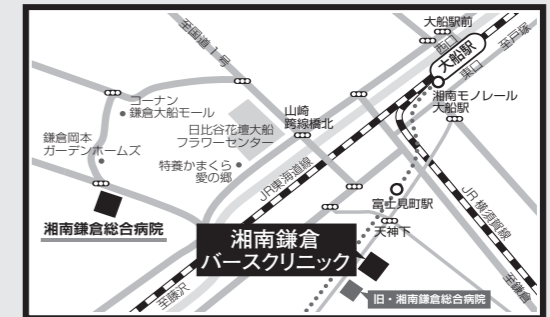 大船駅前
至国道1号
西口
大船駅
至戸塚
東口
コーナン
鎌倉大船モール
山崎
跨線橋北
湘南モノレール
大船駅
日比谷花壇大船
フラワーセンター
鎌倉岡本
ガーデンホームズ
特養かまくら
愛の郷
JR東海道線
富士見町駅
JR横須賀線
天神下
湘南鎌倉総合病院
湘南鎌倉
バースクリニック
旧・湘南鎌倉総合病院
至藤沢
至鎌倉